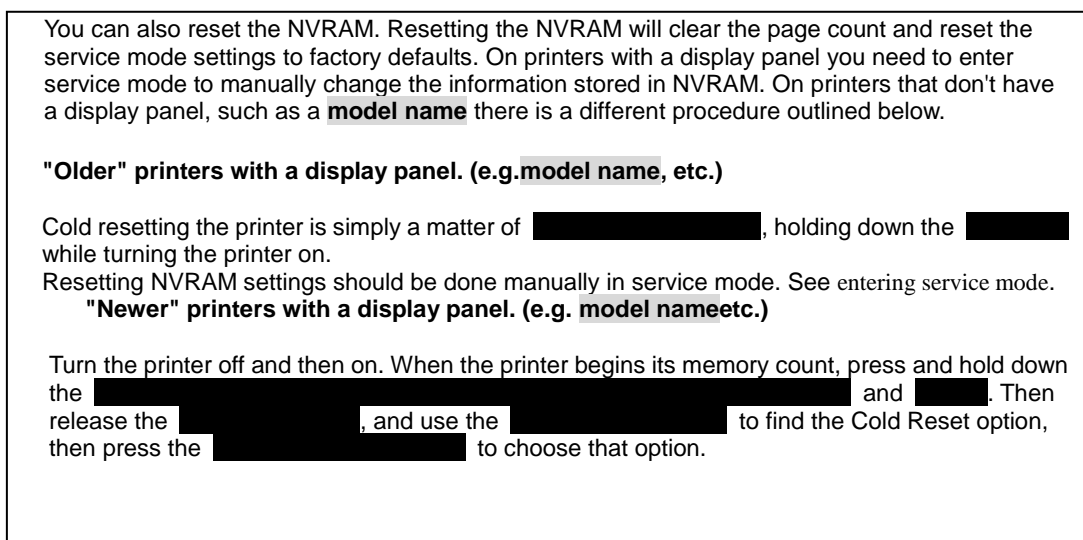 You can also reset the NVRAM. Resetting the NVRAM will clear the page count and reset the
service mode settings to factory defaults. On printers with a display panel you need to enter
service mode to manually change the information stored in NVRAM. On printers that don't have
a display panel, such as a model name there is a different procedure outlined below.
"Older" printers with a display panel. (e.g.model name, etc.)
Cold resetting the printer is simply a matter of , holding down the
while turning the printer on.
Resetting NVRAM settings should be done manually in service mode. See entering service mode.
"Newer" printers with a display panel. (e.g. model nameetc.)
Turn the printer off and then on. When the printer begins its memory count, press and hold down
the and . Then
release the , and use the to find the Cold Reset option,
then press the to choose that option.